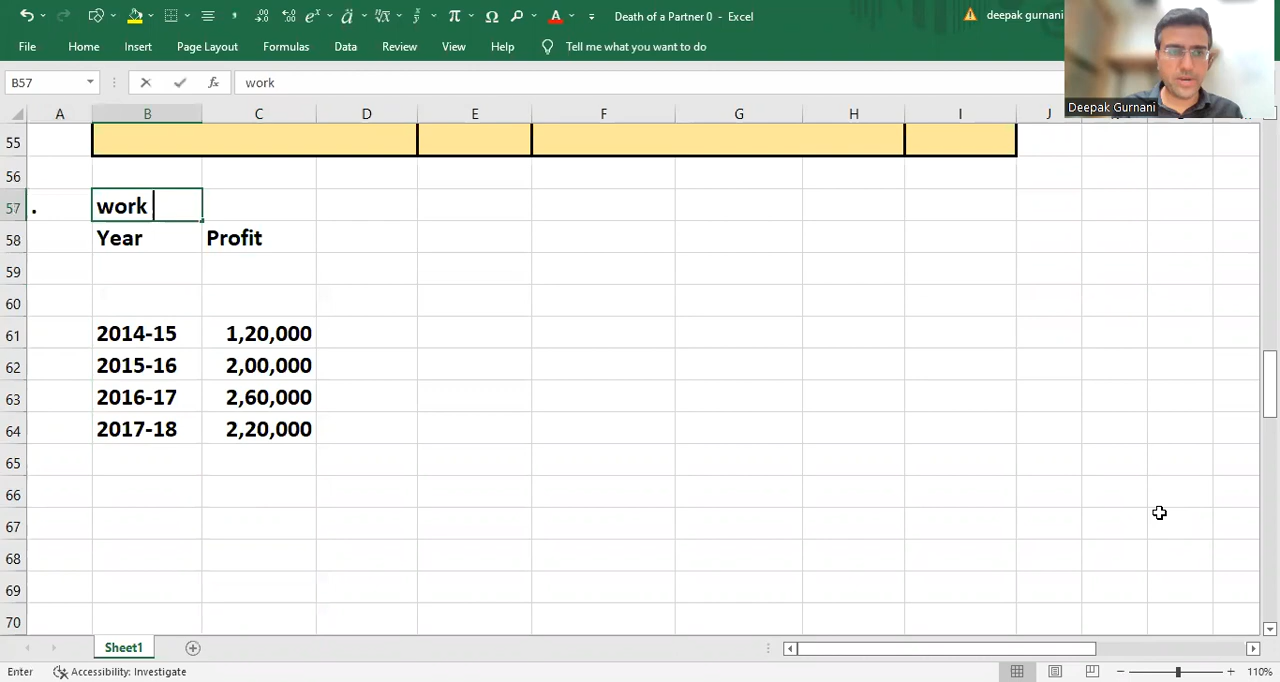 Death of a Partner 0 - Excel
deepak gurnani
File Home Insert Page Layout Formulas Data Review View Help Tell me what you want to do
B57 fx work
Deepak Gurnani
A B C D E F G H I J
55
56
57 . work
58 Year Profit
59
60
61 2014-15 1,20,000
62 2015-16 2,00,000
63 2016-17 2,60,000
64 2017-18 2,20,000
65
66
67
68
69
70
Sheet1
Enter Accessibility: Investigate 110%